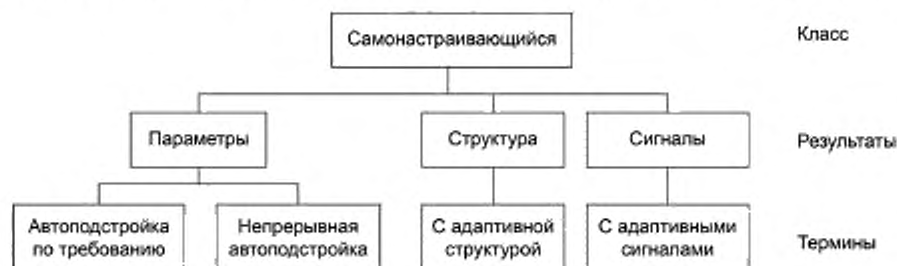 Самонастраивающийся
Класс
Параметры
Структура
Сигналы
Результаты
Автоподстройка
по требованию
Непрерывная
автоподстройка
С адаптивной
структурой
С адаптивными
сигналами
Термины